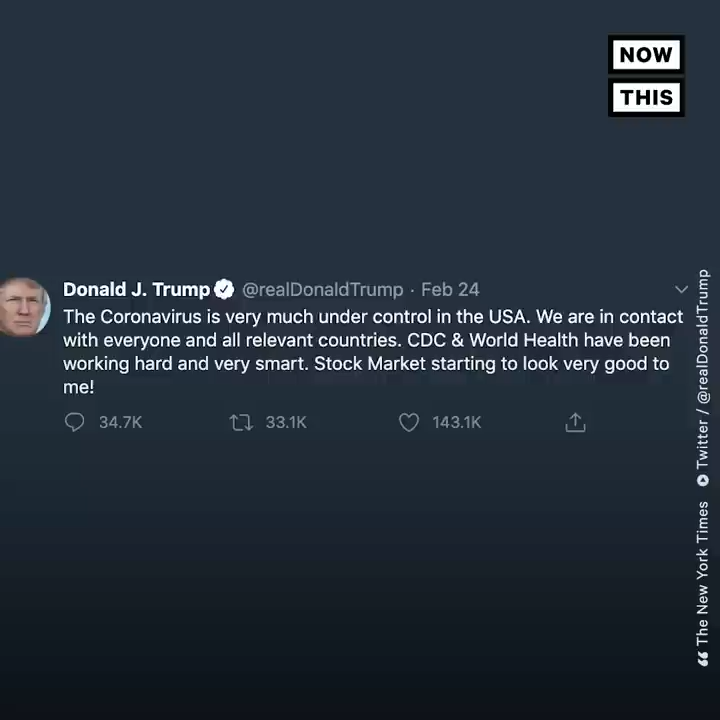 NOW
THIS
Donald J. Trump @realDonaldTrump · Feb 24
The Coronavirus is very much under control in the USA. We are in contact
with everyone and all relevant countries. CDC & World Health have been
working hard and very smart. Stock Market starting to look very good to
me!
34.7K 33.1K 143.1K
❝ The New York Times Twitter / @realDonaldTrump